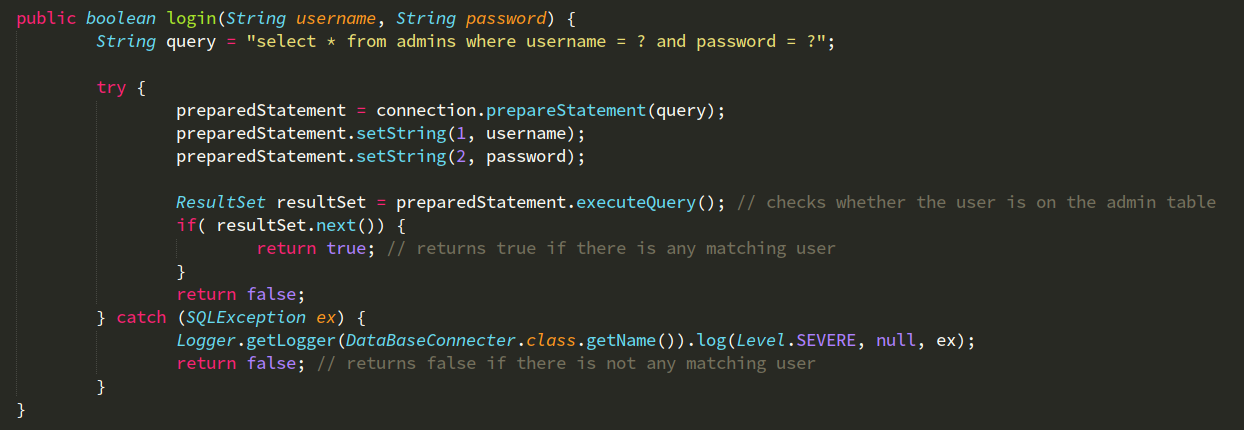 public boolean login(String username, String password) {
String query = "select * from admins where username = ? and password = ?";
try {
preparedStatement = connection.prepareStatement(query);
preparedStatement.setString(1, username);
preparedStatement.setString(2, password);
ResultSet resultSet = preparedStatement.executeQuery(); // checks whether the user is on the admin table
if( resultSet.next()) {
return true; // returns true if there is any matching user
}
return false;
} catch (SQLException ex) {
Logger.getLogger(DataBaseConnecter.class.getName()).log(Level.SEVERE, null, ex);
return false; // returns false if there is not any matching user
}
}